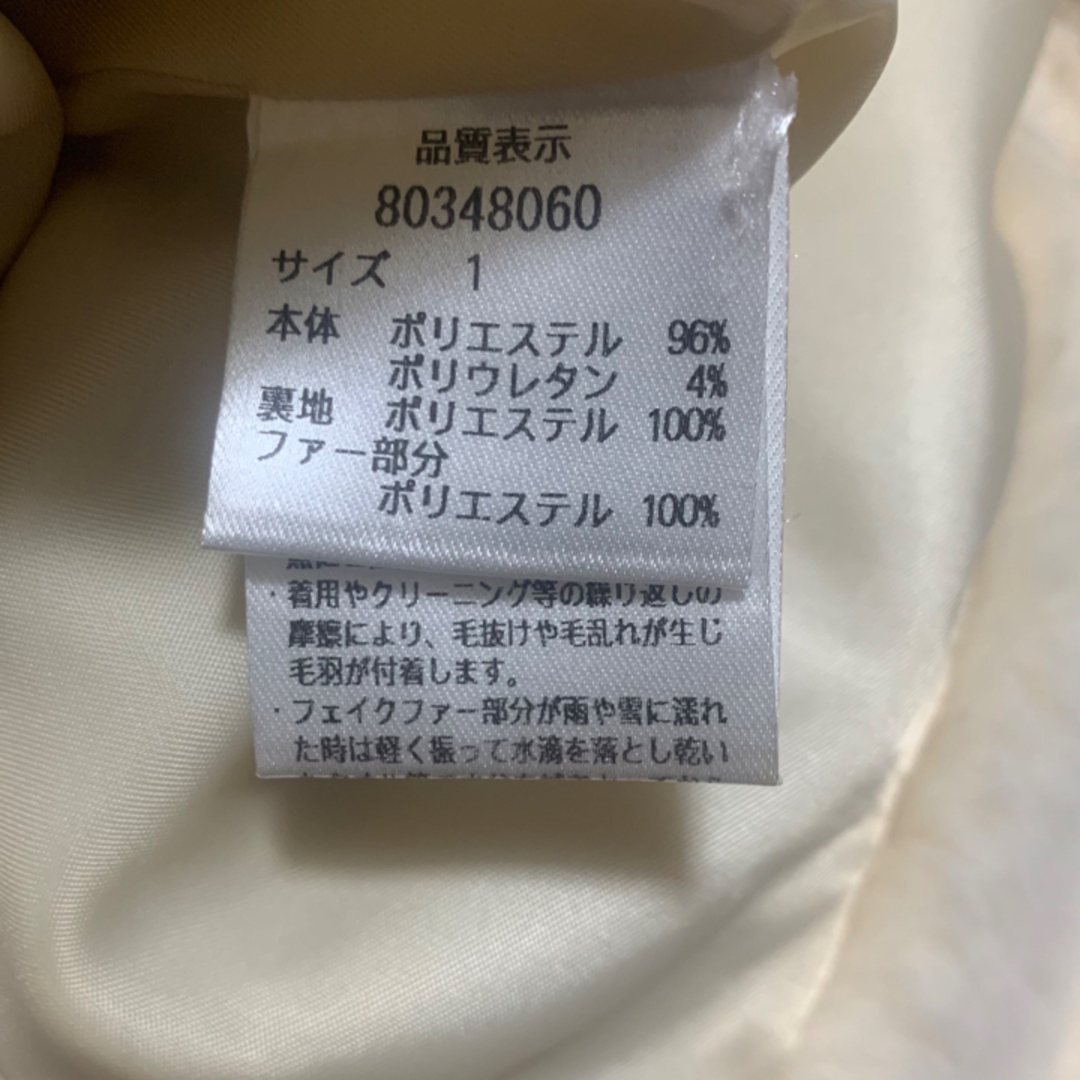 品質表示
80348060
サイズ 1
本体 ポリエステル 96%
ポリウレタン 4%
裏地 ポリエステル 100%
ファー部分
ポリエステル 100%
・着用やクリーニング等の繰り返しの
摩擦により、毛抜けや毛乱れが生じ
毛羽が付着します。
・フェイクファー部分が雨や雪に濡れ
た時は軽く振って水滴を落とし乾い